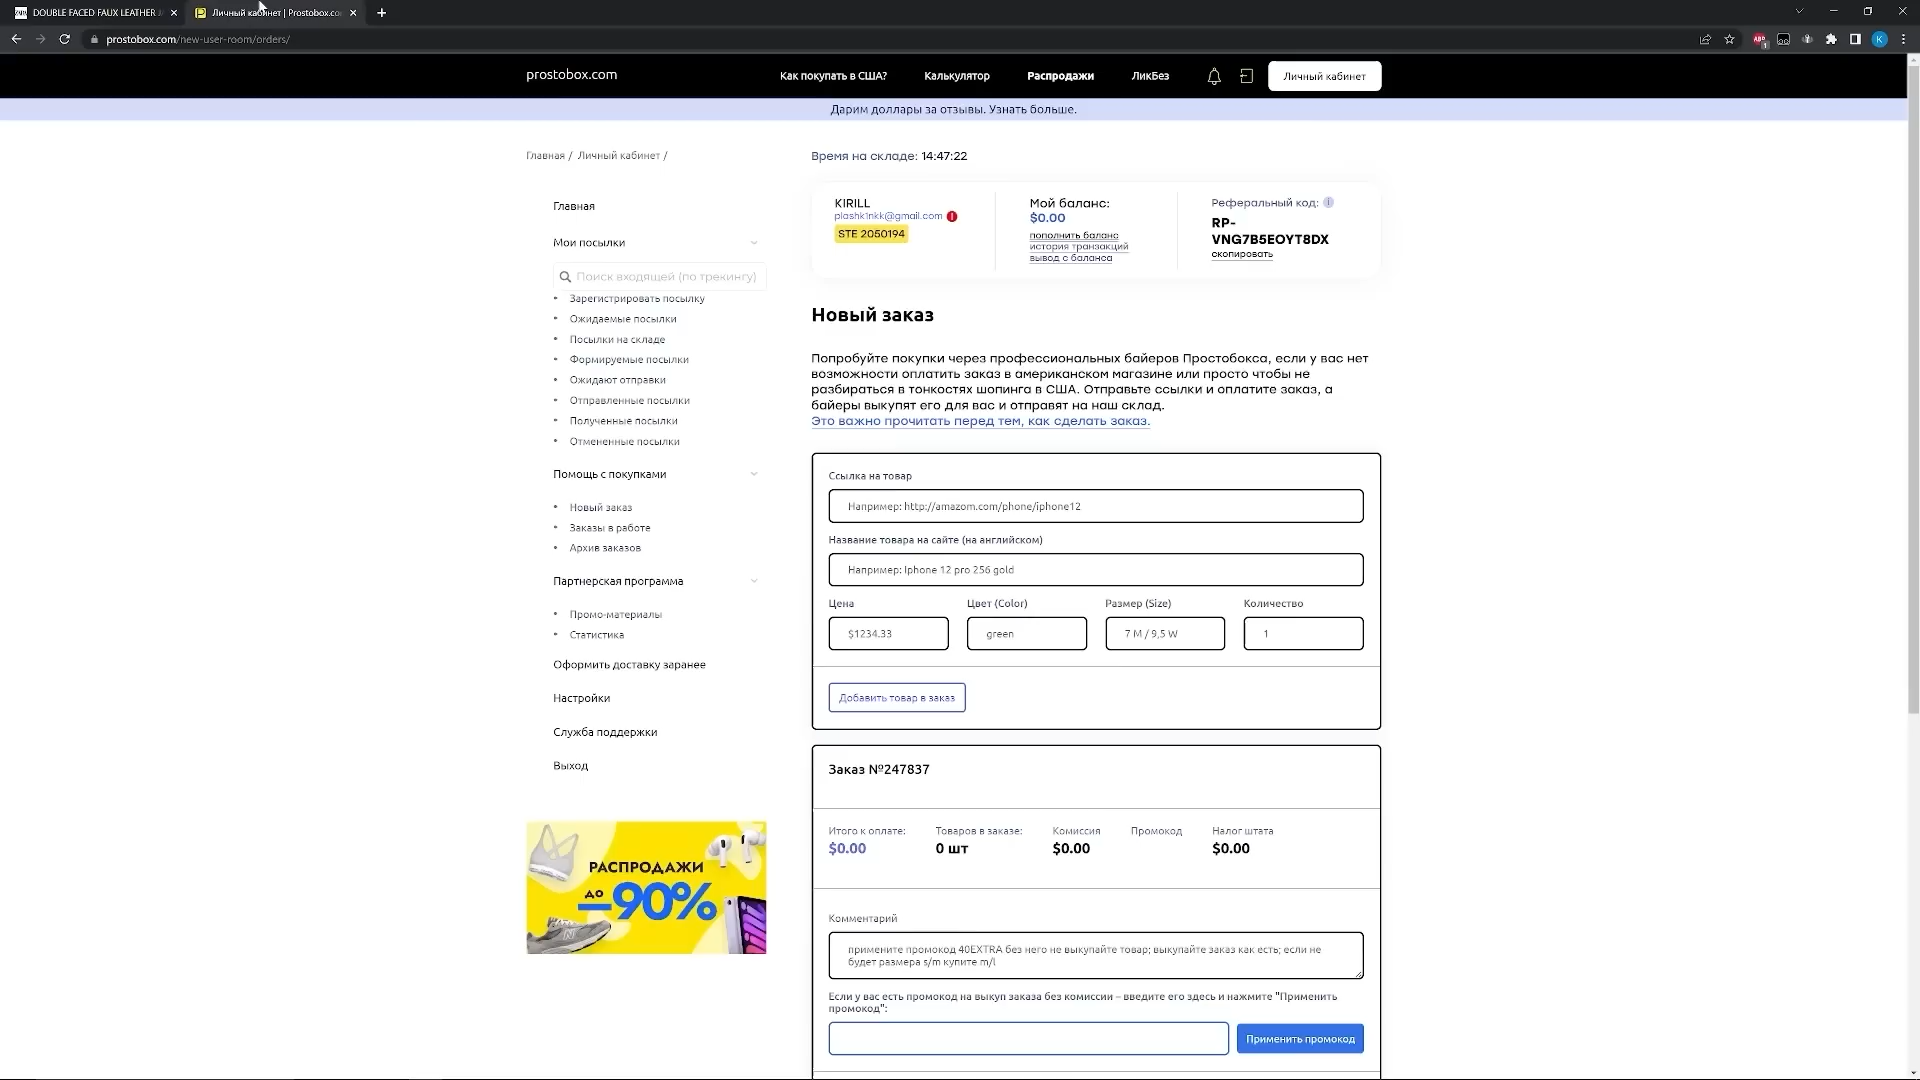 DOUBLE FACED FAUX LEATHER
Личный кабинет | Prostobox.co
prostobox.com/new-user-room/orders/
prostobox.com
Как покупать в США?
Калькулятор
Распродажи
ЛикБез
Личный кабинет
Дарим доллары за отзывы. Узнать больше.
Главная / Личный кабинет /
Время на складе: 14:47:22
KIRILL
plashk1nkk@gmail.com
STE 2050194
Мой баланс:
$0.00
пополнить баланс
история транзакций
вывод с баланса
Реферальный код:
RP-
VNG7B5EOYT8DX
скопировать
Главная
Мои посылки
Поиск входящей (по трекингу)
Зарегистрировать посылку
Ожидаемые посылки
Посылки на складе
Формируемые посылки
Ожидают отправки
Отправленные посылки
Полученные посылки
Отмененные посылки
Помощь с покупками
Новый заказ
Заказы в работе
Архив заказов
Партнерская программа
Промо-материалы
Статистика
Оформить доставку заранее
Настройки
Служба поддержки
Выход
РАСПРОДАЖИ
до −90%
Новый заказ
Попробуйте покупки через профессиональных байеров Простобокса, если у вас нет
возможности оплатить заказ в американском магазине или просто чтобы не
разбираться в тонкостях шопинга в США. Отправьте ссылки и оплатите заказ, а
байеры выкупят его для вас и отправят на наш склад.
Это важно прочитать перед тем, как сделать заказ.
Ссылка на товар
Например: http://amazom.com/phone/iphone12
Название товара на сайте (на английском)
Например: Iphone 12 pro 256 gold
Цена
Цвет (Color)
Размер (Size)
Количество
$1234.33
green
7 M / 9,5 W
1
Добавить товар в заказ
Заказ №247837
Итого к оплате:
Товаров в заказе:
Комиссия
Промокод
Налог штата
$0.00
0 шт
$0.00
$0.00
Комментарий
примените промокод 40EXTRA без него не выкупайте товар; выкупайте заказ как есть; если не
будет размера s/m купите m/l
Если у вас есть промокод на выкуп заказа без комиссии – введите его здесь и нажмите "Применить
промокод":
Применить промокод